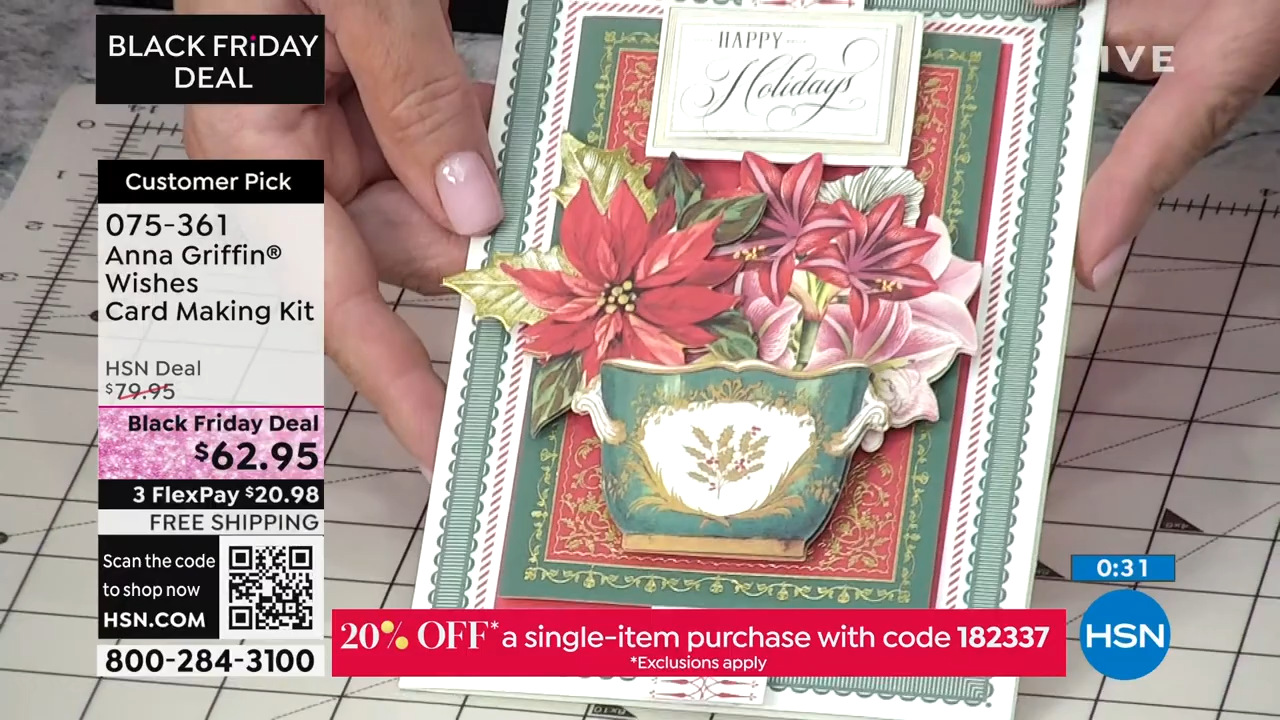 BLACK FRiDAY
DEAL
Customer Pick
075-361
Anna Griffin®
Wishes
Card Making Kit
HSN Deal
$79.95
Black Friday Deal
$62.95
3 FlexPay $20.98
FREE SHIPPING
Scan the code
to shop now
HSN.COM
800-284-3100
HAPPY
Holidays
IVE
0:31
HSN
20% OFF* a single-item purchase with code 182337
*Exclusions apply